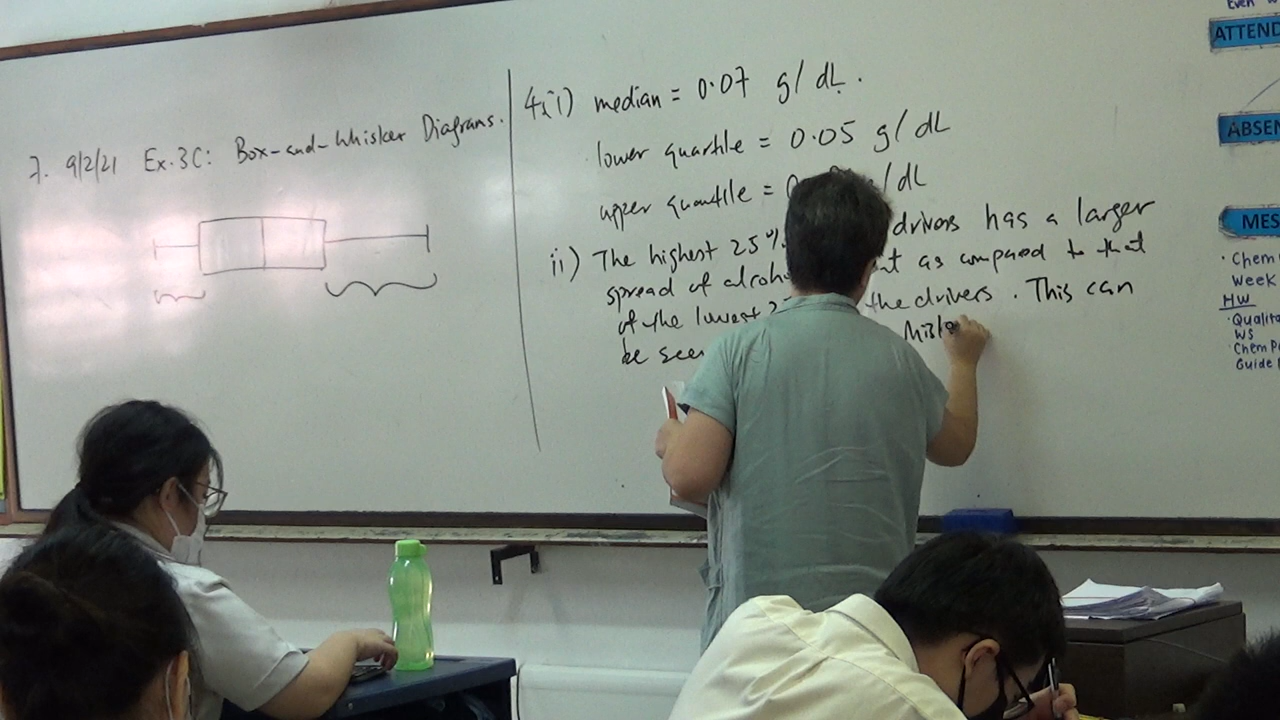 7. 9/2/21 Ex.3C: Box-and-Whisker Diagrams.
4i) median = 0.07 g/dL.
lower quartile = 0.05 g/dL
upper quartile = /dL
ii) The highest 25% drivers has a larger
spread of as compared to that
of the lowest the drivers. This can
be seen
Even
ATTEND
ABSEN
MES
· Chem
Week
HW
· Qualita
WS
· Chem P
Guide